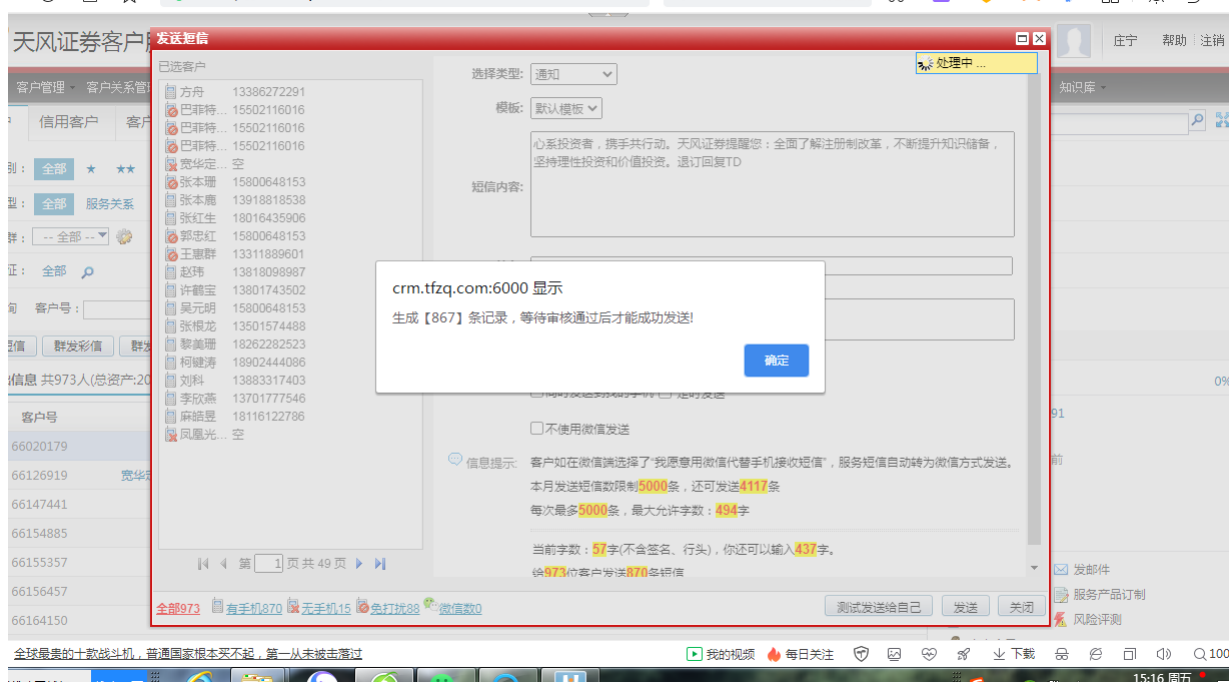 天风证券客户
庄宁 帮助 注销
发送短信
处理中 ...
客户管理 客户关系管
知识库
信用客户
全部 ★ ★★
全部 服务关系
-- 全部 --
全部
客户号：
群发彩信
信息 共973人(总资产:20
客户号
66020179
66126919 宽华定
66147441
66154885
66155357
66156457
66164150
已选客户
方舟 13386272291
巴菲特... 15502116016
巴菲特... 15502116016
巴菲特... 15502116016
宽华定... 空
张本珊 15800648153
张本鹿 13918818538
张红生 18016435906
郭忠红 15800648153
王惠群 13311889601
赵玮 13818098987
许鹤宝 13801743502
吴元明 15800648153
张根龙 13501574488
黎美珊 18262282523
柯健涛 18902444086
刘科 13883317403
李欣燕 13701777546
麻皓昱 18116122786
凤凰光... 空
第 1 页共49页
选择类型: 通知
模板: 默认模板
短信内容:
心系投资者，携手共行动。天风证券提醒您：全面了解注册制改革，不断提升知识储备，
坚持理性投资和价值投资。退订回复TD
crm.tfzq.com:6000 显示
生成【867】条记录，等待审核通过后才能成功发送!
确定
不使用微信发送
信息提示: 客户如在微信端选择了“我愿意用微信代替手机接收短信”，服务短信自动转为微信方式发送。
本月发送短信数限制5000条，还可发送4117条
每次最多5000条，最大允许字数：494字
当前字数：57字(不含签名、行头)，你还可以输入437字。
给973位客户发送870条短信
全部973 有手机870 无手机15 免打扰88 微信数0
测试发送给自己 发送 关闭
0%
91
前
发邮件
服务产品订制
风险评测
全球最贵的十款战斗机，普通国家根本买不起，第一从未被击落过
我的视频 每日关注 下载 100
15:16 周五